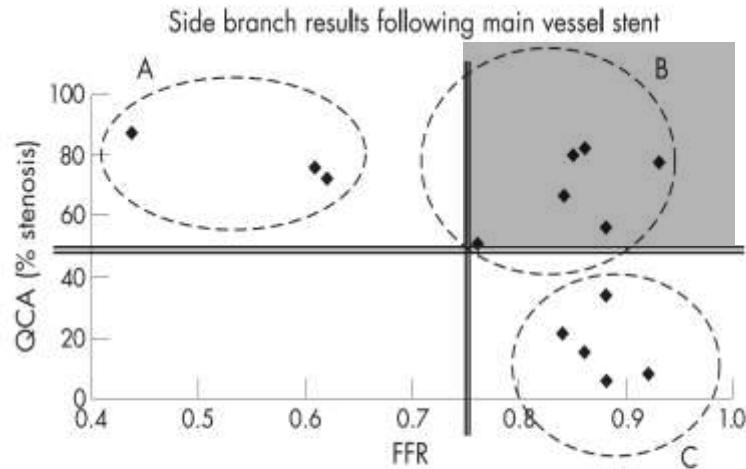 Side branch results following main vessel stent
A
B
100
80
60
40
20
0
QCA (% stenosis)
0.4
0.5
0.6
0.7
0.8
0.9
1.0
FFR
C